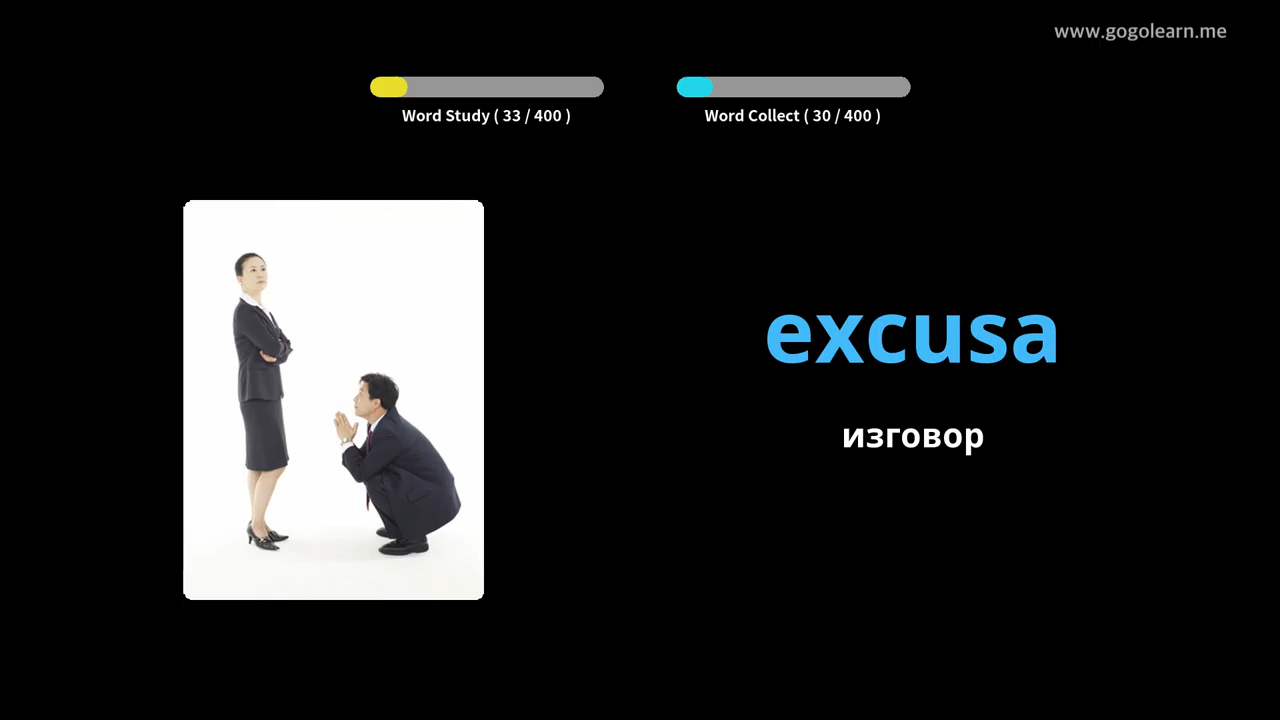 www.gogolearn.me
Word Study ( 33 / 400 )
Word Collect ( 30 / 400 )
excusa
изговор